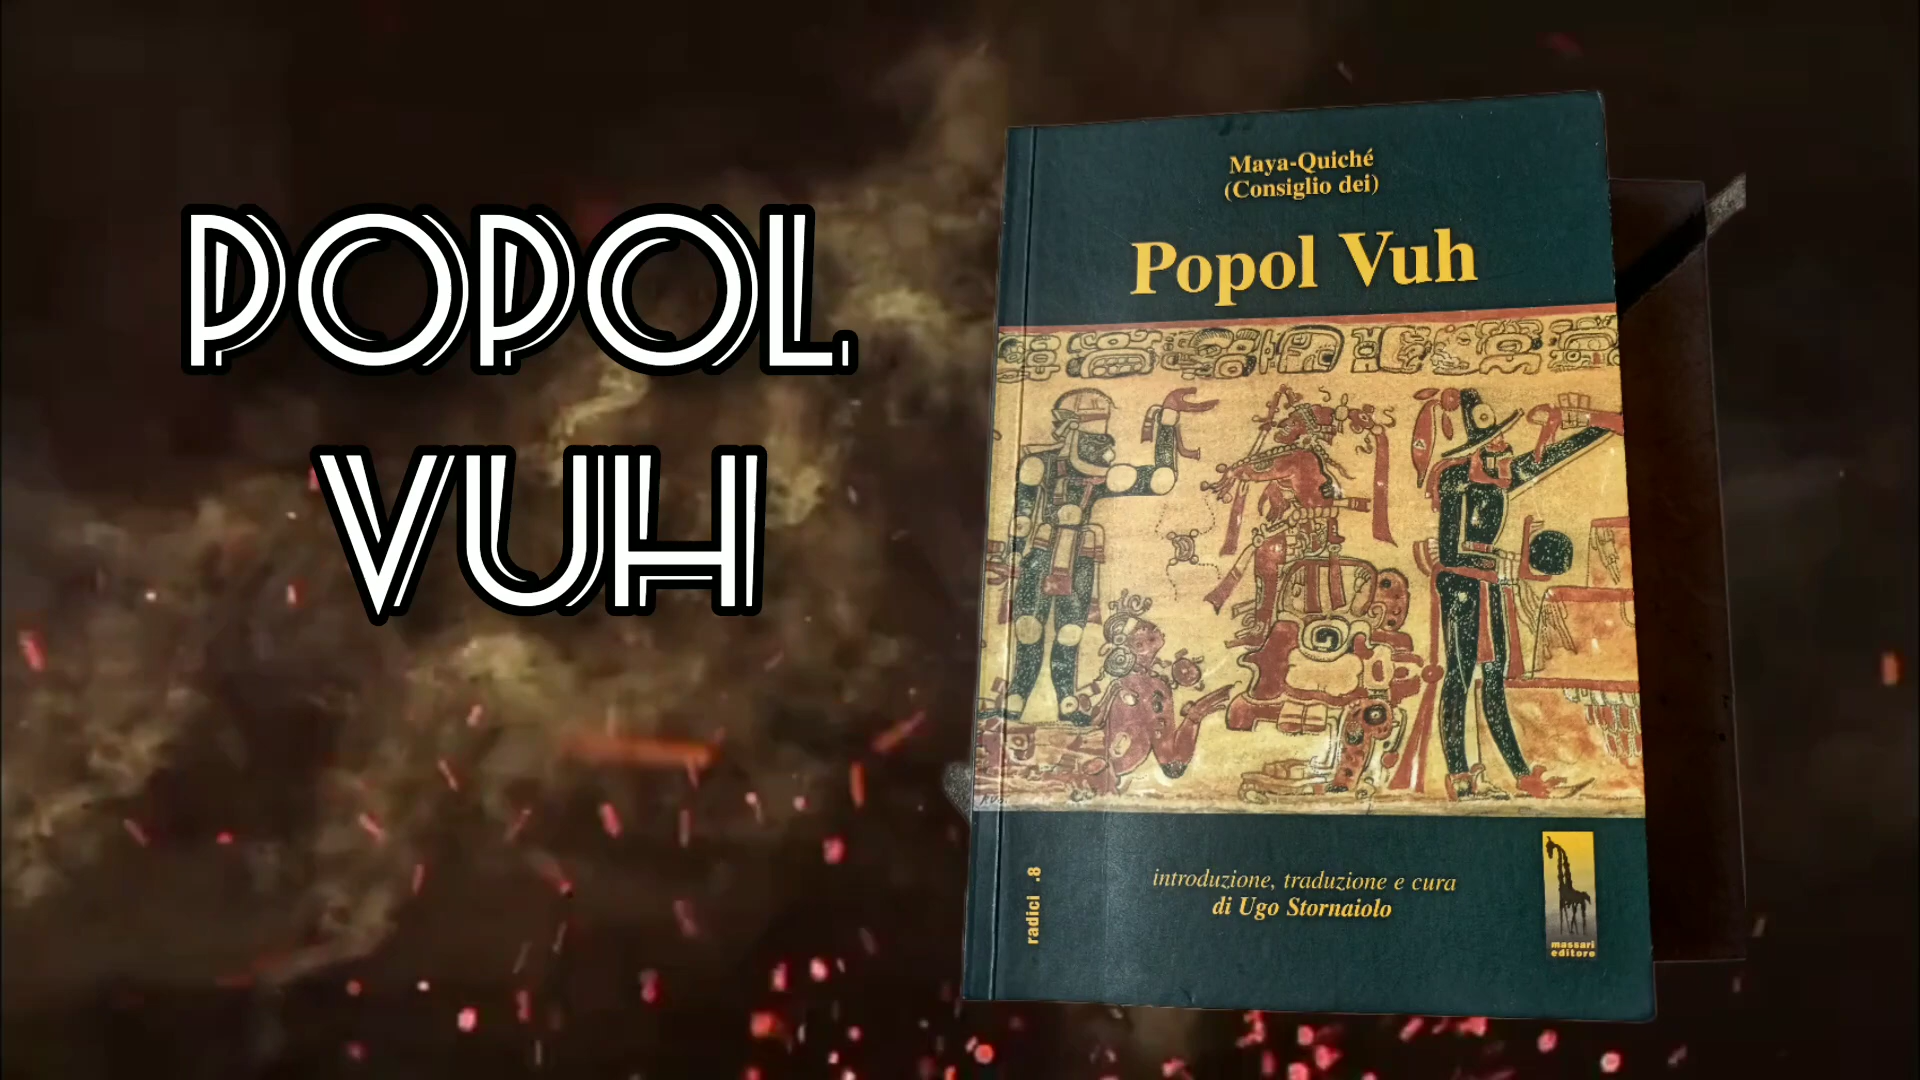 POPOL
VUH
Maya-Quiché
(Consiglio dei)
Popol Vuh
introduzione, traduzione e cura
di Ugo Stornaiolo
radici .8
massari
editore